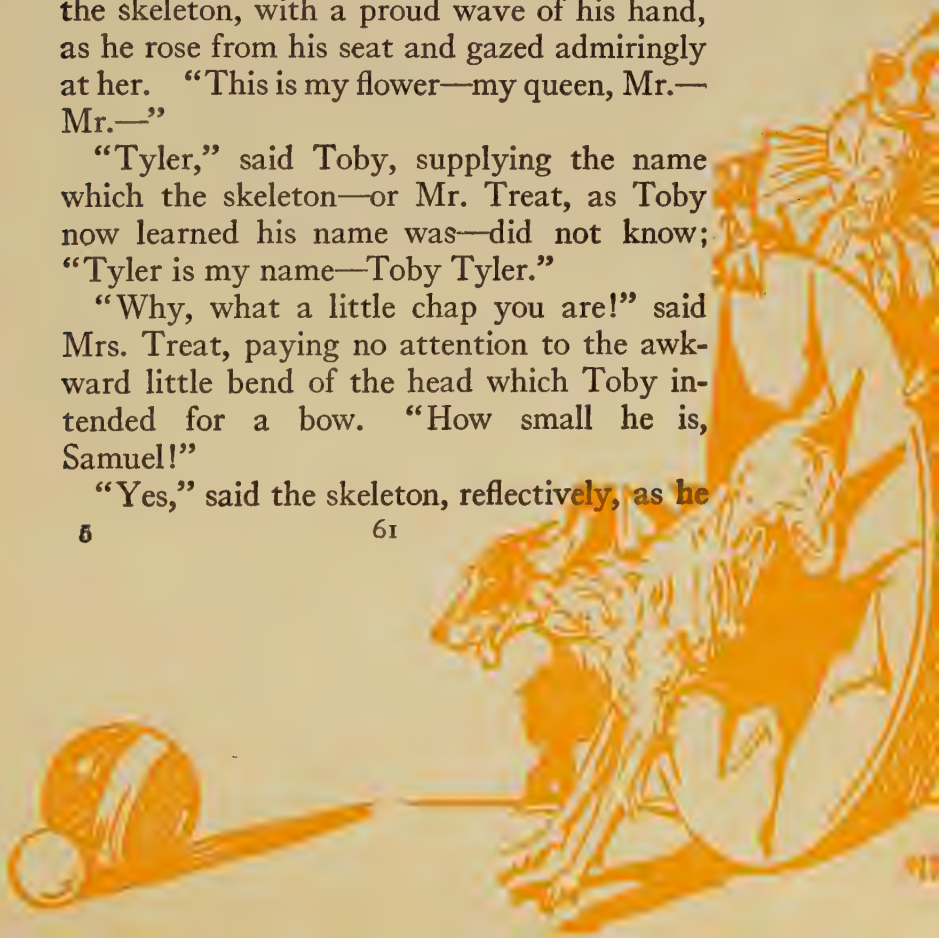 the skeleton, with a proud wave of his hand,
as he rose from his seat and gazed admiringly
at her. “This is my flower—my queen, Mr.—
Mr.—”
“Tyler,” said Toby, supplying the name
which the skeleton—or Mr. Treat, as Toby
now learned his name was—did not know;
“Tyler is my name—Toby Tyler.”
“Why, what a little chap you are!” said
Mrs. Treat, paying no attention to the awk-
ward little bend of the head which Toby in-
tended for a bow. “How small he is,
Samuel!”
“Yes,” said the skeleton, reflectively, as he
5 61